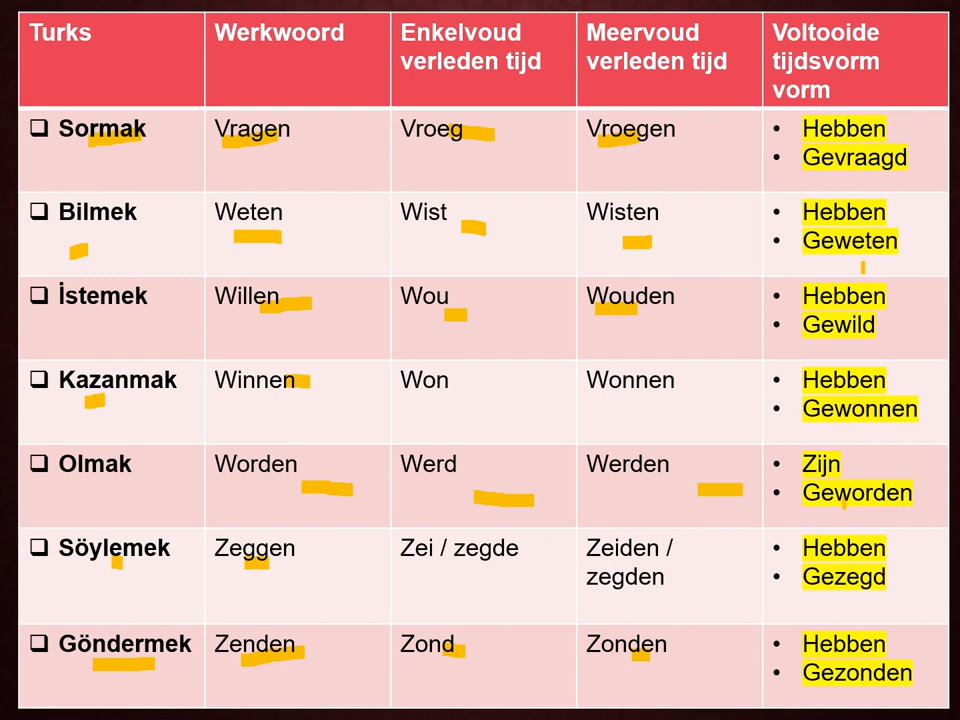 Turks
Werkwoord
Enkelvoud
verleden tijd
Meervoud
verleden tijd
Voltooide
tijdsvorm
vorm
Sormak
Vragen
Vroeg
Vroegen
Hebben
Gevraagd
Bilmek
Weten
Wist
Wisten
Hebben
Geweten
İstemek
Willen
Wou
Wouden
Hebben
Gewild
Kazanmak
Winnen
Won
Wonnen
Hebben
Gewonnen
Olmak
Worden
Werd
Werden
Zijn
Geworden
Söylemek
Zeggen
Zei / zegde
Zeiden /
zegden
Hebben
Gezegd
Göndermek
Zenden
Zond
Zonden
Hebben
Gezonden